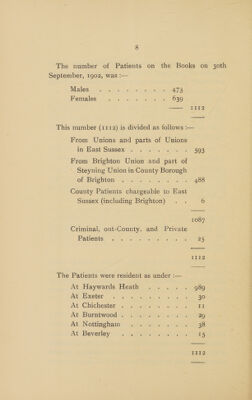 8
The number of Patients on the Books on 30th
September, 1902, was :—
Males . . . . . . . . 473
Females . . . . . . . 639
1112
This number (1112) is divided as follows :—
From Unions and parts of Unions
in East Sussex . . . . . . . 593
From Brighton Union and part of
Steyning Union in County Borough
of Brighton . . . . . . . . 488
County Patients chargeable to East
Sussex (including Brighton) . . 6
1087
Criminal, out-County, and Private
Patients . . . . . . . . . 25
1112
The Patients were resident as under :—
At Haywards Heath . . . . . 989
At Exeter . . . . . . . . . 30
At Chichester . . . . . . . . 11
At Burntwood . . . . . . . . 29
At Nottingham . . . . . . . 38
At Beverley . . . . . . . . 15
1112